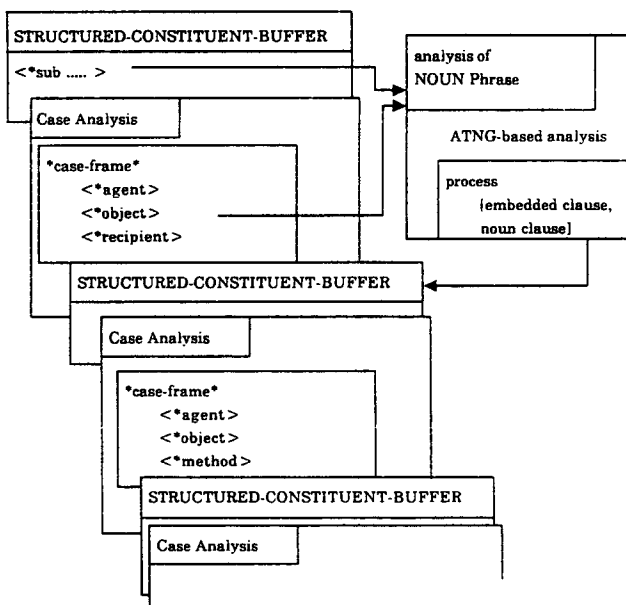 STRUCTURED-CONSTITUENT-BUFFER
<*sub ..... >
Case Analysis
*case-frame*
<*agent>
<*object>
<*recipient>
analysis of
NOUN Phrase
ATNG-based analysis
process
[embedded clause,
noun clause]
STRUCTURED-CONSTITUENT-BUFFER
Case Analysis
*case-frame*
<*agent>
<*object>
<*method>
STRUCTURED-CONSTITUENT-BUFFER
Case Analysis